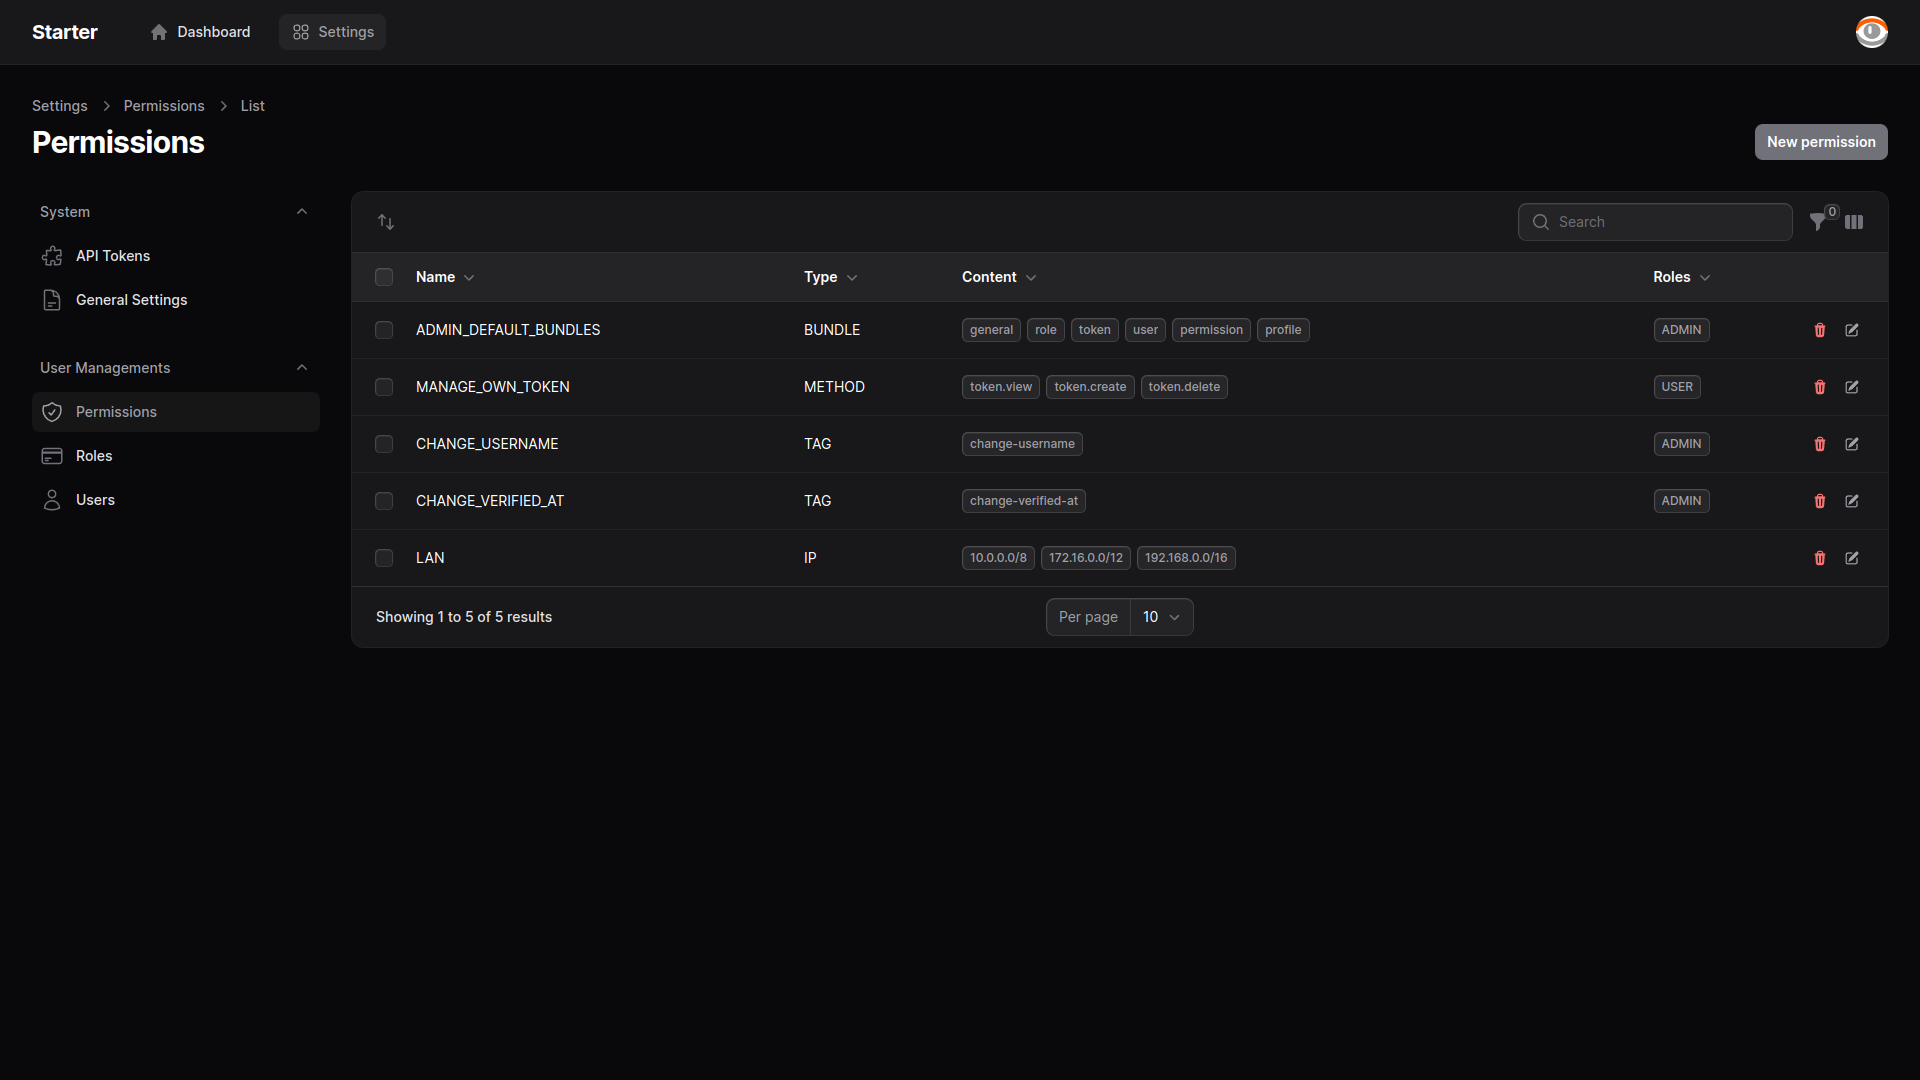 Starter Dashboard Settings
Settings Permissions List
Permissions
New permission
System
API Tokens
General Settings
User Managements
Permissions
Roles
Users
Search 0
Name Type Content Roles
ADMIN_DEFAULT_BUNDLES BUNDLE general role token user permission profile ADMIN
MANAGE_OWN_TOKEN METHOD token.view token.create token.delete USER
CHANGE_USERNAME TAG change-username ADMIN
CHANGE_VERIFIED_AT TAG change-verified-at ADMIN
LAN IP 10.0.0.0/8 172.16.0.0/12 192.168.0.0/16
Showing 1 to 5 of 5 results Per page 10